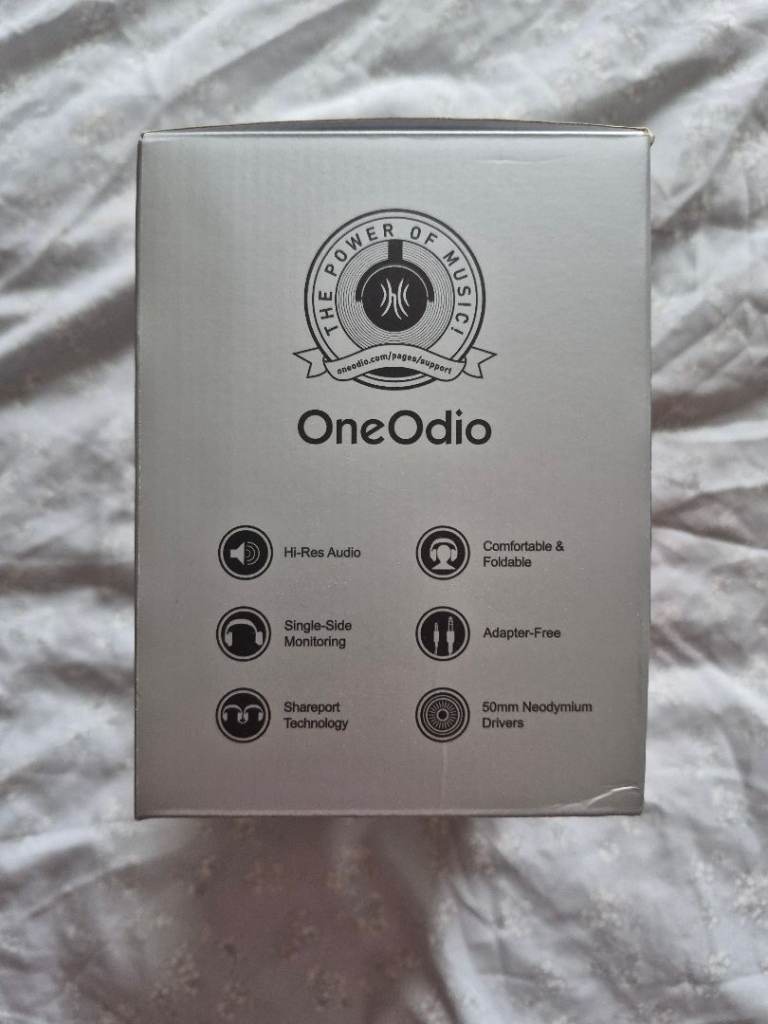 THE POWER OF MUSIC!
oneodio.com/pages/support
OneOdio
Hi-Res Audio
Comfortable &
Foldable
Single-Side
Monitoring
Adapter-Free
Shareport
Technology
50mm Neodymium
Drivers